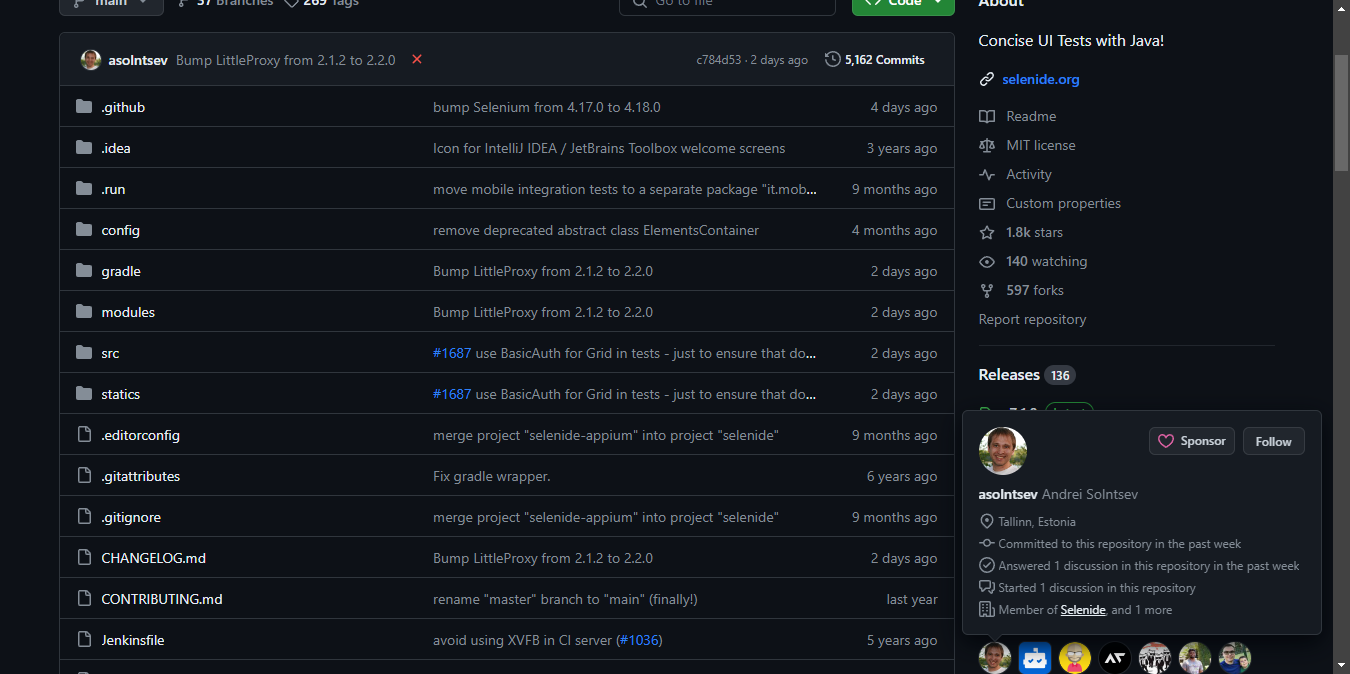 main
37 Branches
269 Tags
Go to file
Code
asolntsev Bump LittleProxy from 2.1.2 to 2.2.0
c784d53 · 2 days ago
5,162 Commits
.github bump Selenium from 4.17.0 to 4.18.0 4 days ago
.idea Icon for IntelliJ IDEA / JetBrains Toolbox welcome screens 3 years ago
.run move mobile integration tests to a separate package "it.mob... 9 months ago
config remove deprecated abstract class ElementsContainer 4 months ago
gradle Bump LittleProxy from 2.1.2 to 2.2.0 2 days ago
modules Bump LittleProxy from 2.1.2 to 2.2.0 2 days ago
src #1687 use BasicAuth for Grid in tests - just to ensure that do... 2 days ago
statics #1687 use BasicAuth for Grid in tests - just to ensure that do... 2 days ago
.editorconfig merge project "selenide-appium" into project "selenide" 9 months ago
.gitattributes Fix gradle wrapper. 6 years ago
.gitignore merge project "selenide-appium" into project "selenide" 9 months ago
CHANGELOG.md Bump LittleProxy from 2.1.2 to 2.2.0 2 days ago
CONTRIBUTING.md rename "master" branch to "main" (finally!) last year
Jenkinsfile avoid using XVFB in CI server (#1036) 5 years ago
About
Concise UI Tests with Java!
selenide.org
Readme
MIT license
Activity
Custom properties
1.8k stars
140 watching
597 forks
Report repository
Releases 136
Sponsor
Follow
asolntsev Andrei Solntsev
Tallinn, Estonia
Committed to this repository in the past week
Answered 1 discussion in this repository in the past week
Started 1 discussion in this repository
Member of Selenide, and 1 more